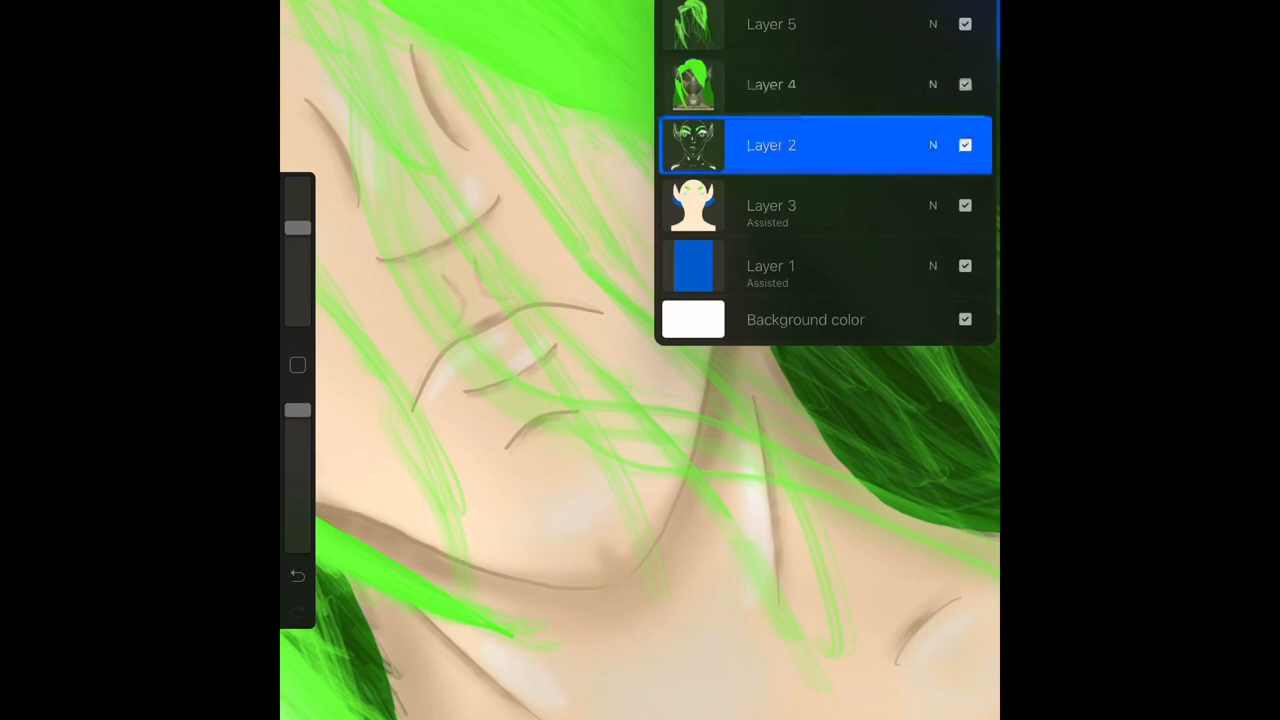 Layer 5 N
Layer 4 N
Layer 2 N
Layer 3 N
Assisted
Layer 1 N
Assisted
Background color